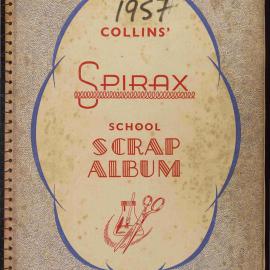 1957
COLLINS'
SPIRAX
SCHOOL
SCRAP
ALBUM